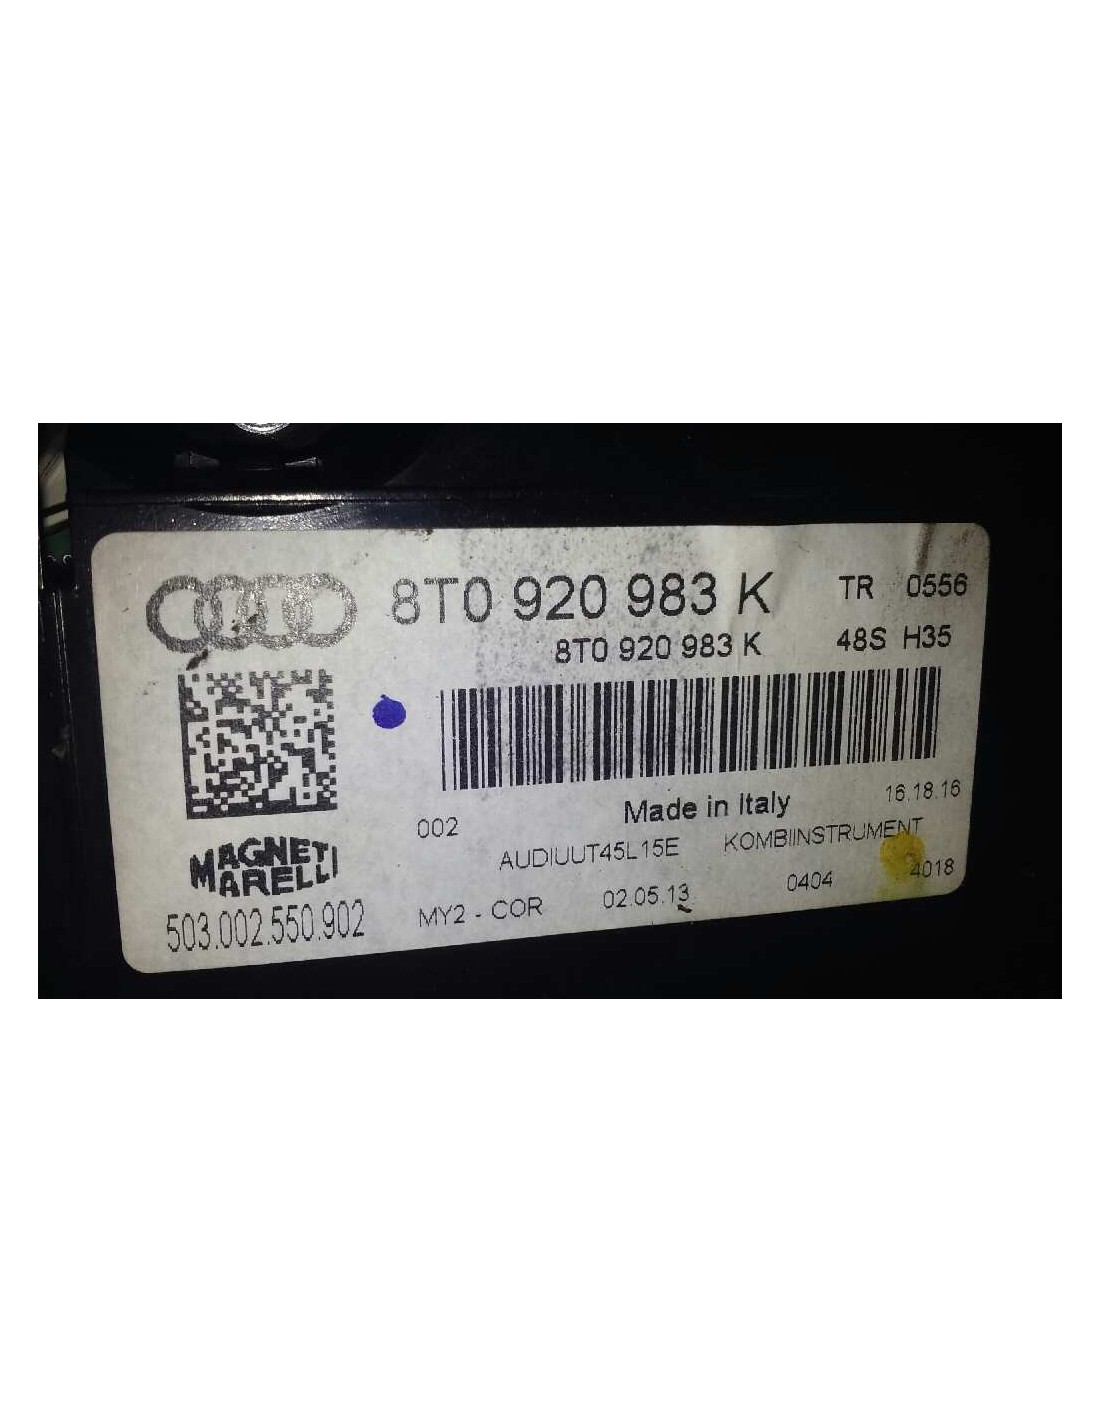 8T0 920 983 K TR 0556
8T0 920 983 K 48S H35
Made in Italy 16.18.16
002
AUDIUUT45L15E KOMBIINSTRUMENT
MAGNETI
MARELLI
503.002.550.902
MY2 - COR 02.05.13 0404 4018